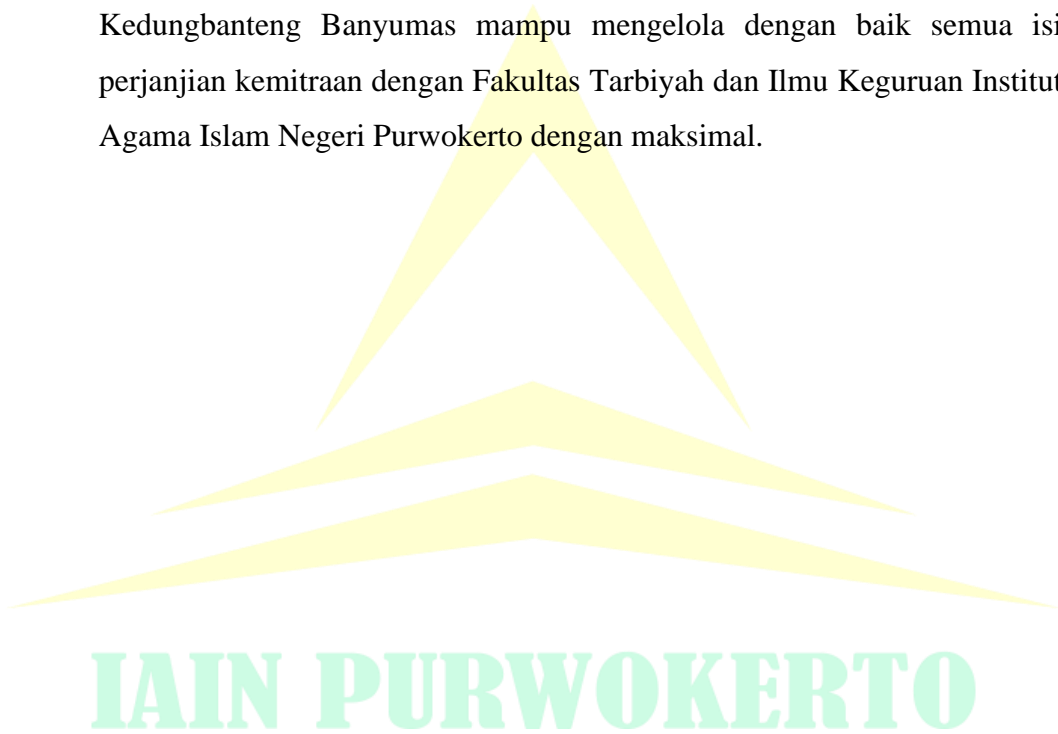 Kedungbanteng Banyumas mampu mengelola dengan baik semua isi
perjanjian kemitraan dengan Fakultas Tarbiyah dan Ilmu Keguruan Institut
Agama Islam Negeri Purwokerto dengan maksimal.
IAIN PURWOKERTO